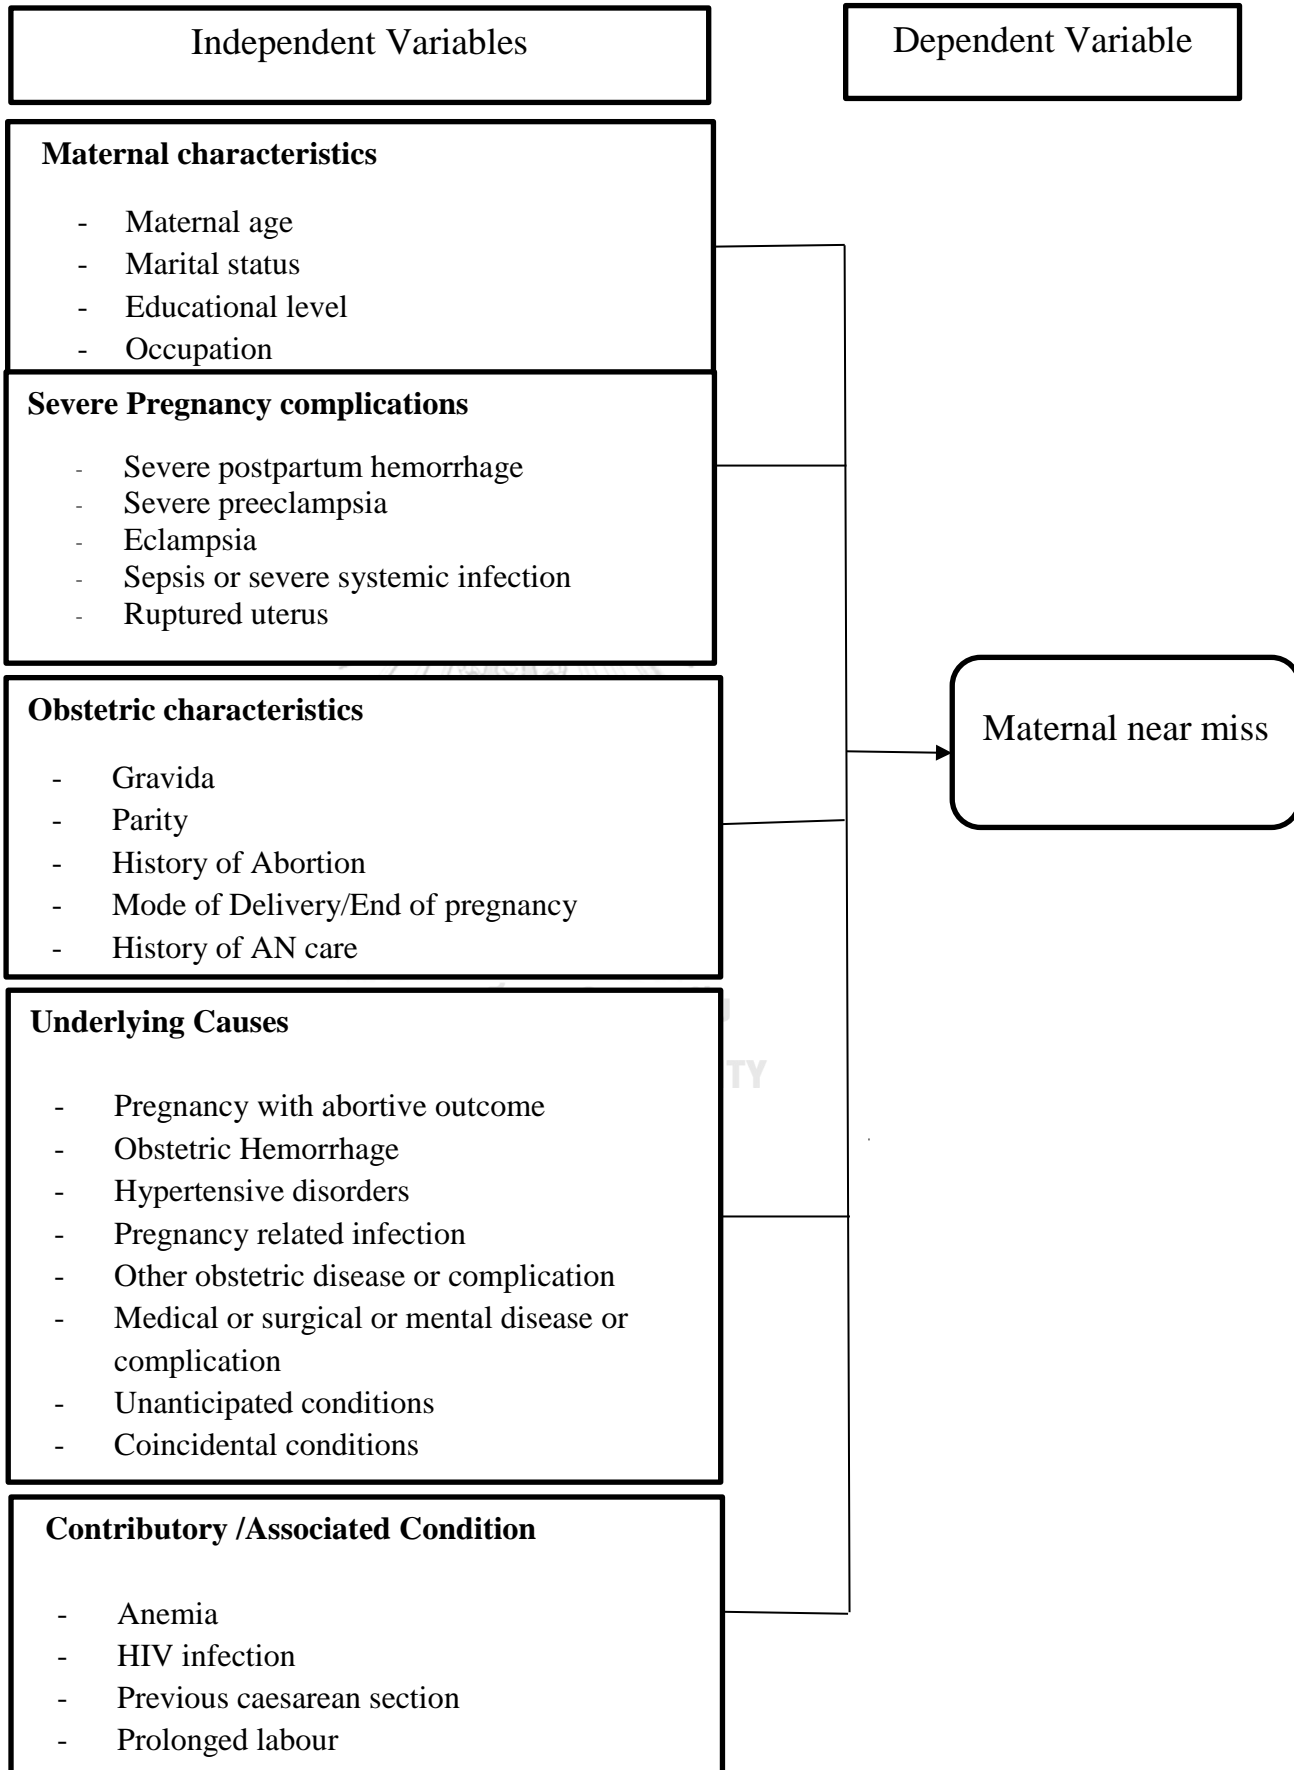 Independent Variables
Dependent Variable
Maternal characteristics
- Maternal age
- Marital status
- Educational level
- Occupation
Severe Pregnancy complications
- Severe postpartum hemorrhage
- Severe preeclampsia
- Eclampsia
- Sepsis or severe systemic infection
- Ruptured uterus
Obstetric characteristics
- Gravida
- Parity
- History of Abortion
- Mode of Delivery/End of pregnancy
- History of AN care
Maternal near miss
Underlying Causes
- Pregnancy with abortive outcome
- Obstetric Hemorrhage
- Hypertensive disorders
- Pregnancy related infection
- Other obstetric disease or complication
- Medical or surgical or mental disease or
complication
- Unanticipated conditions
- Coincidental conditions
TY
Contributory /Associated Condition
- Anemia
- HIV infection
- Previous caesarean section
- Prolonged labour